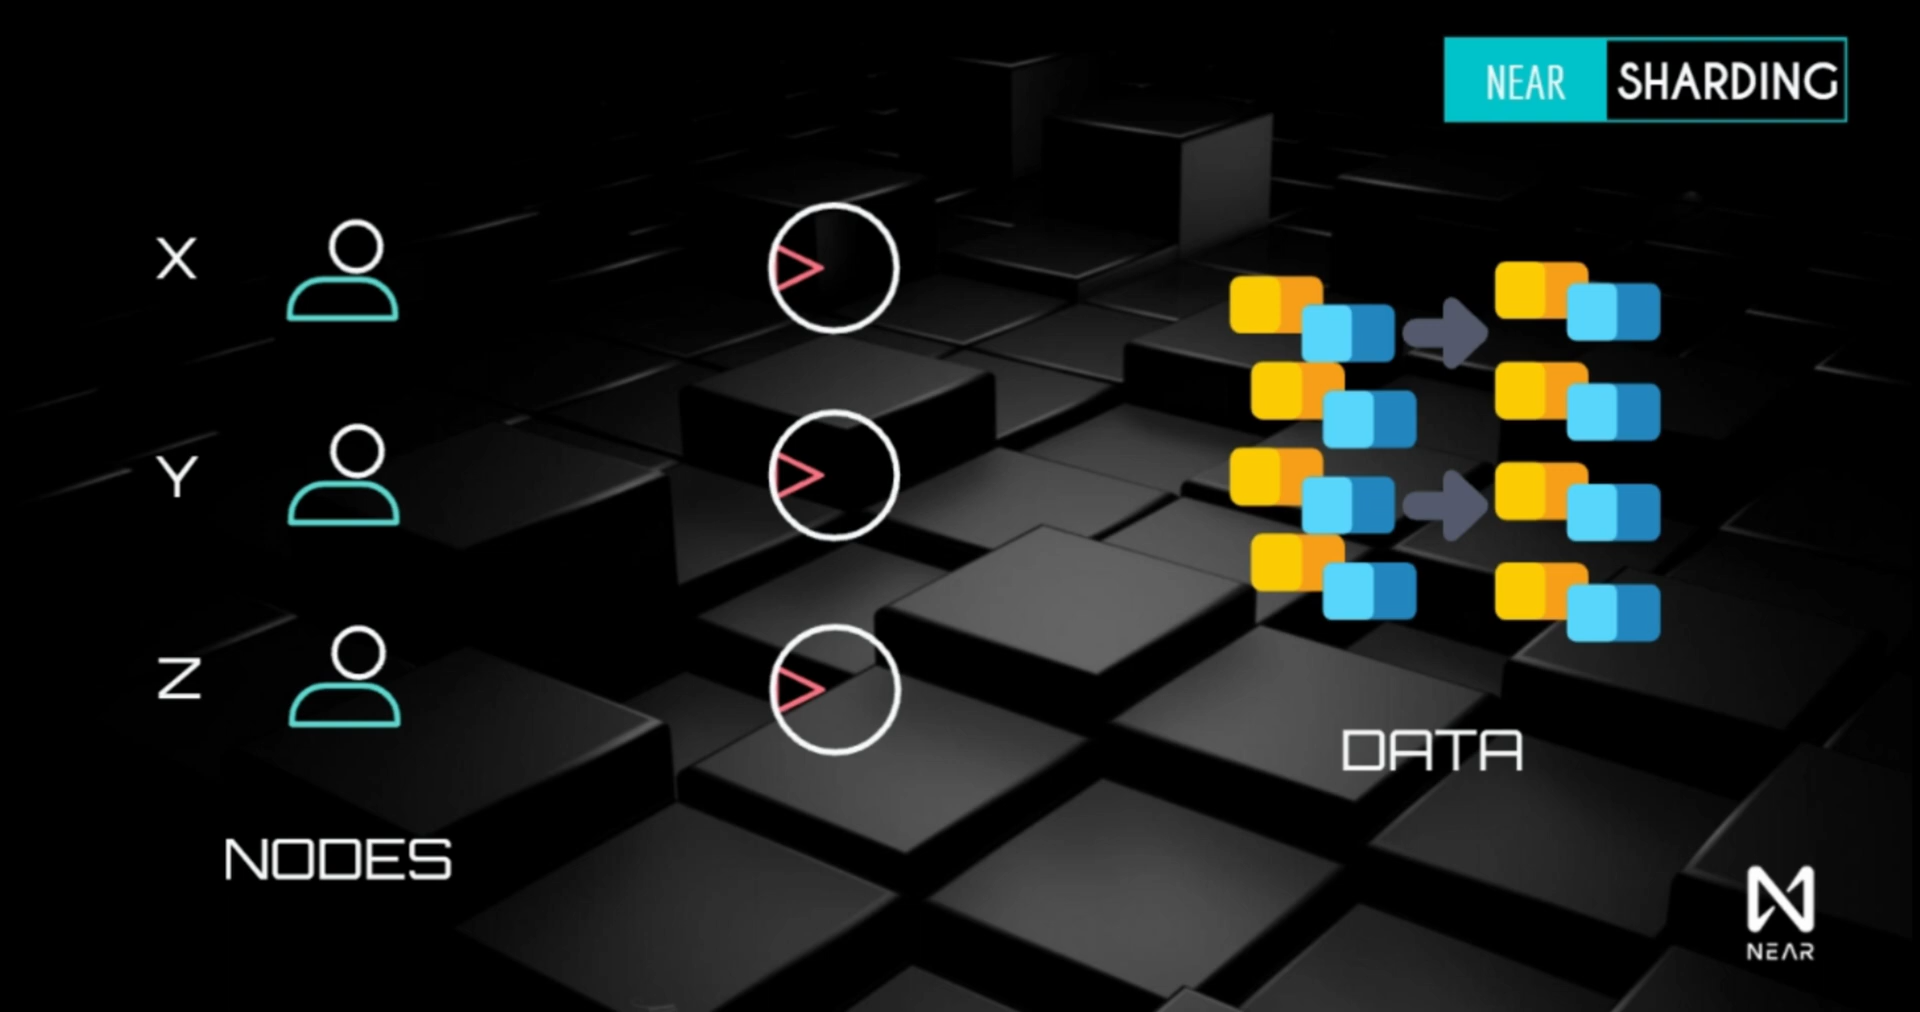 NEAR SHARDING
X
Y
Z
DATA
NODES
NEAR